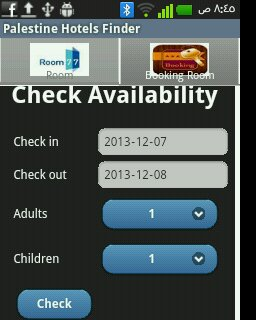 ٨:٤٥ ص
Palestine Hotels Finder
Room 77
Booking
Room
Booking Room
Check Availability
Check in
2013-12-07
Check out
2013-12-08
Adults
1
Children
1
Check